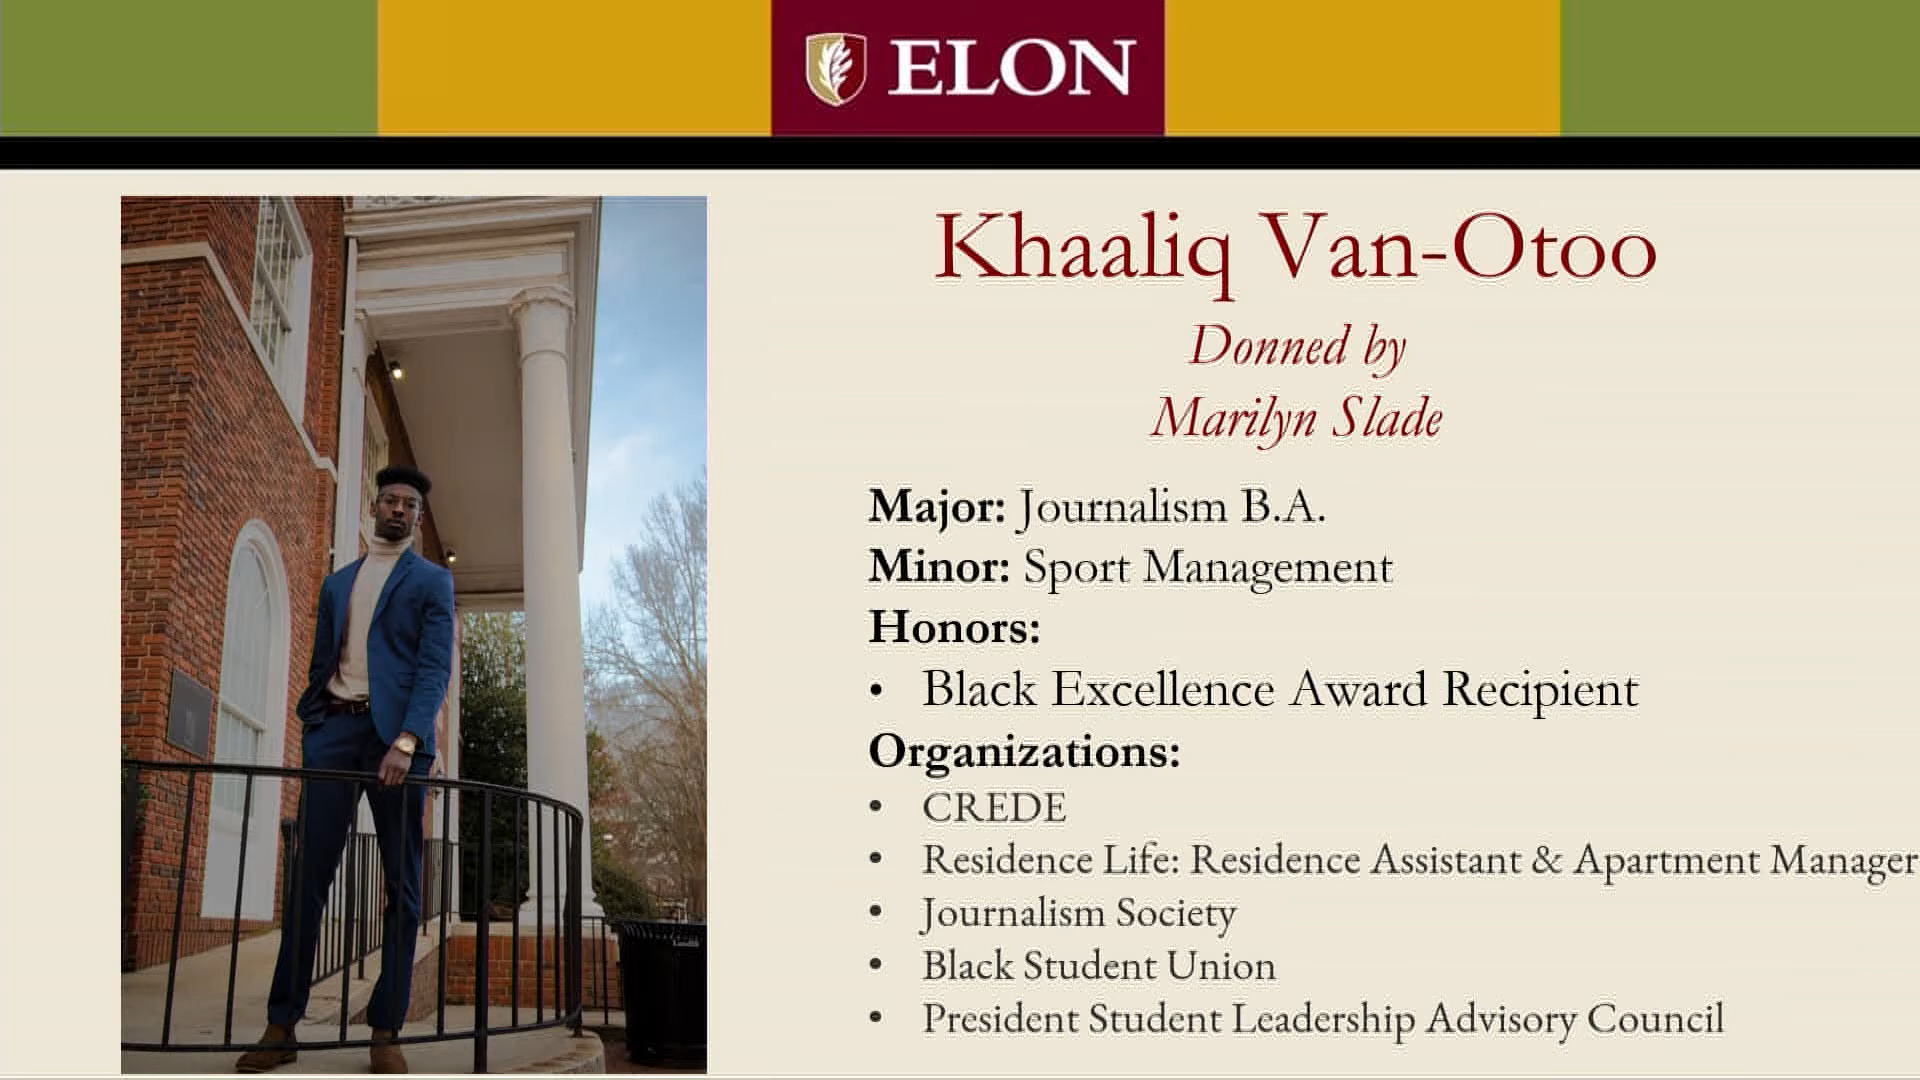 ELON
Khaaliq Van-Otoo
Donned by
Marilyn Slade
Major: Journalism B.A.
Minor: Sport Management
Honors:
• Black Excellence Award Recipient
Organizations:
• CREDE
• Residence Life: Residence Assistant & Apartment Manager
• Journalism Society
• Black Student Union
• President Student Leadership Advisory Council